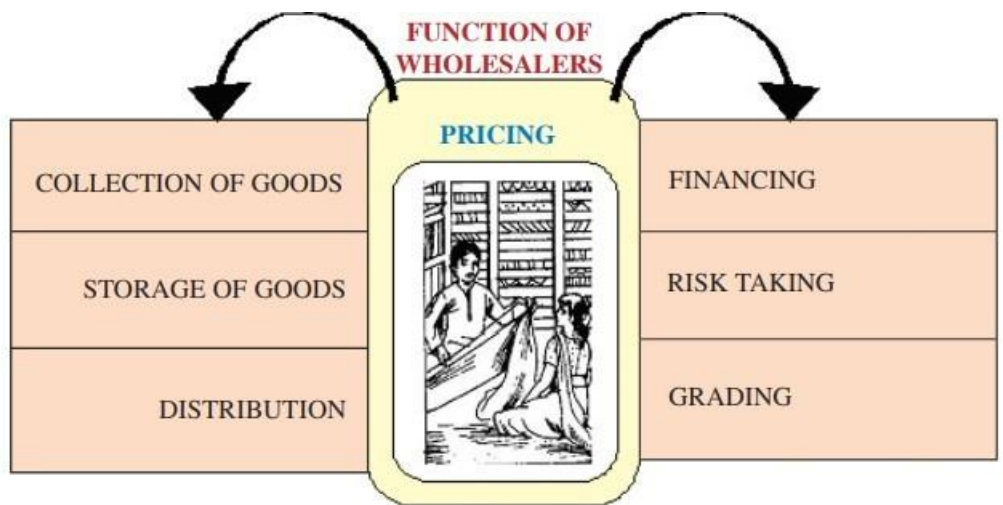 FUNCTION OF
WHOLESALERS
PRICING
COLLECTION OF GOODS
STORAGE OF GOODS
DISTRIBUTION
FINANCING
RISK TAKING
GRADING